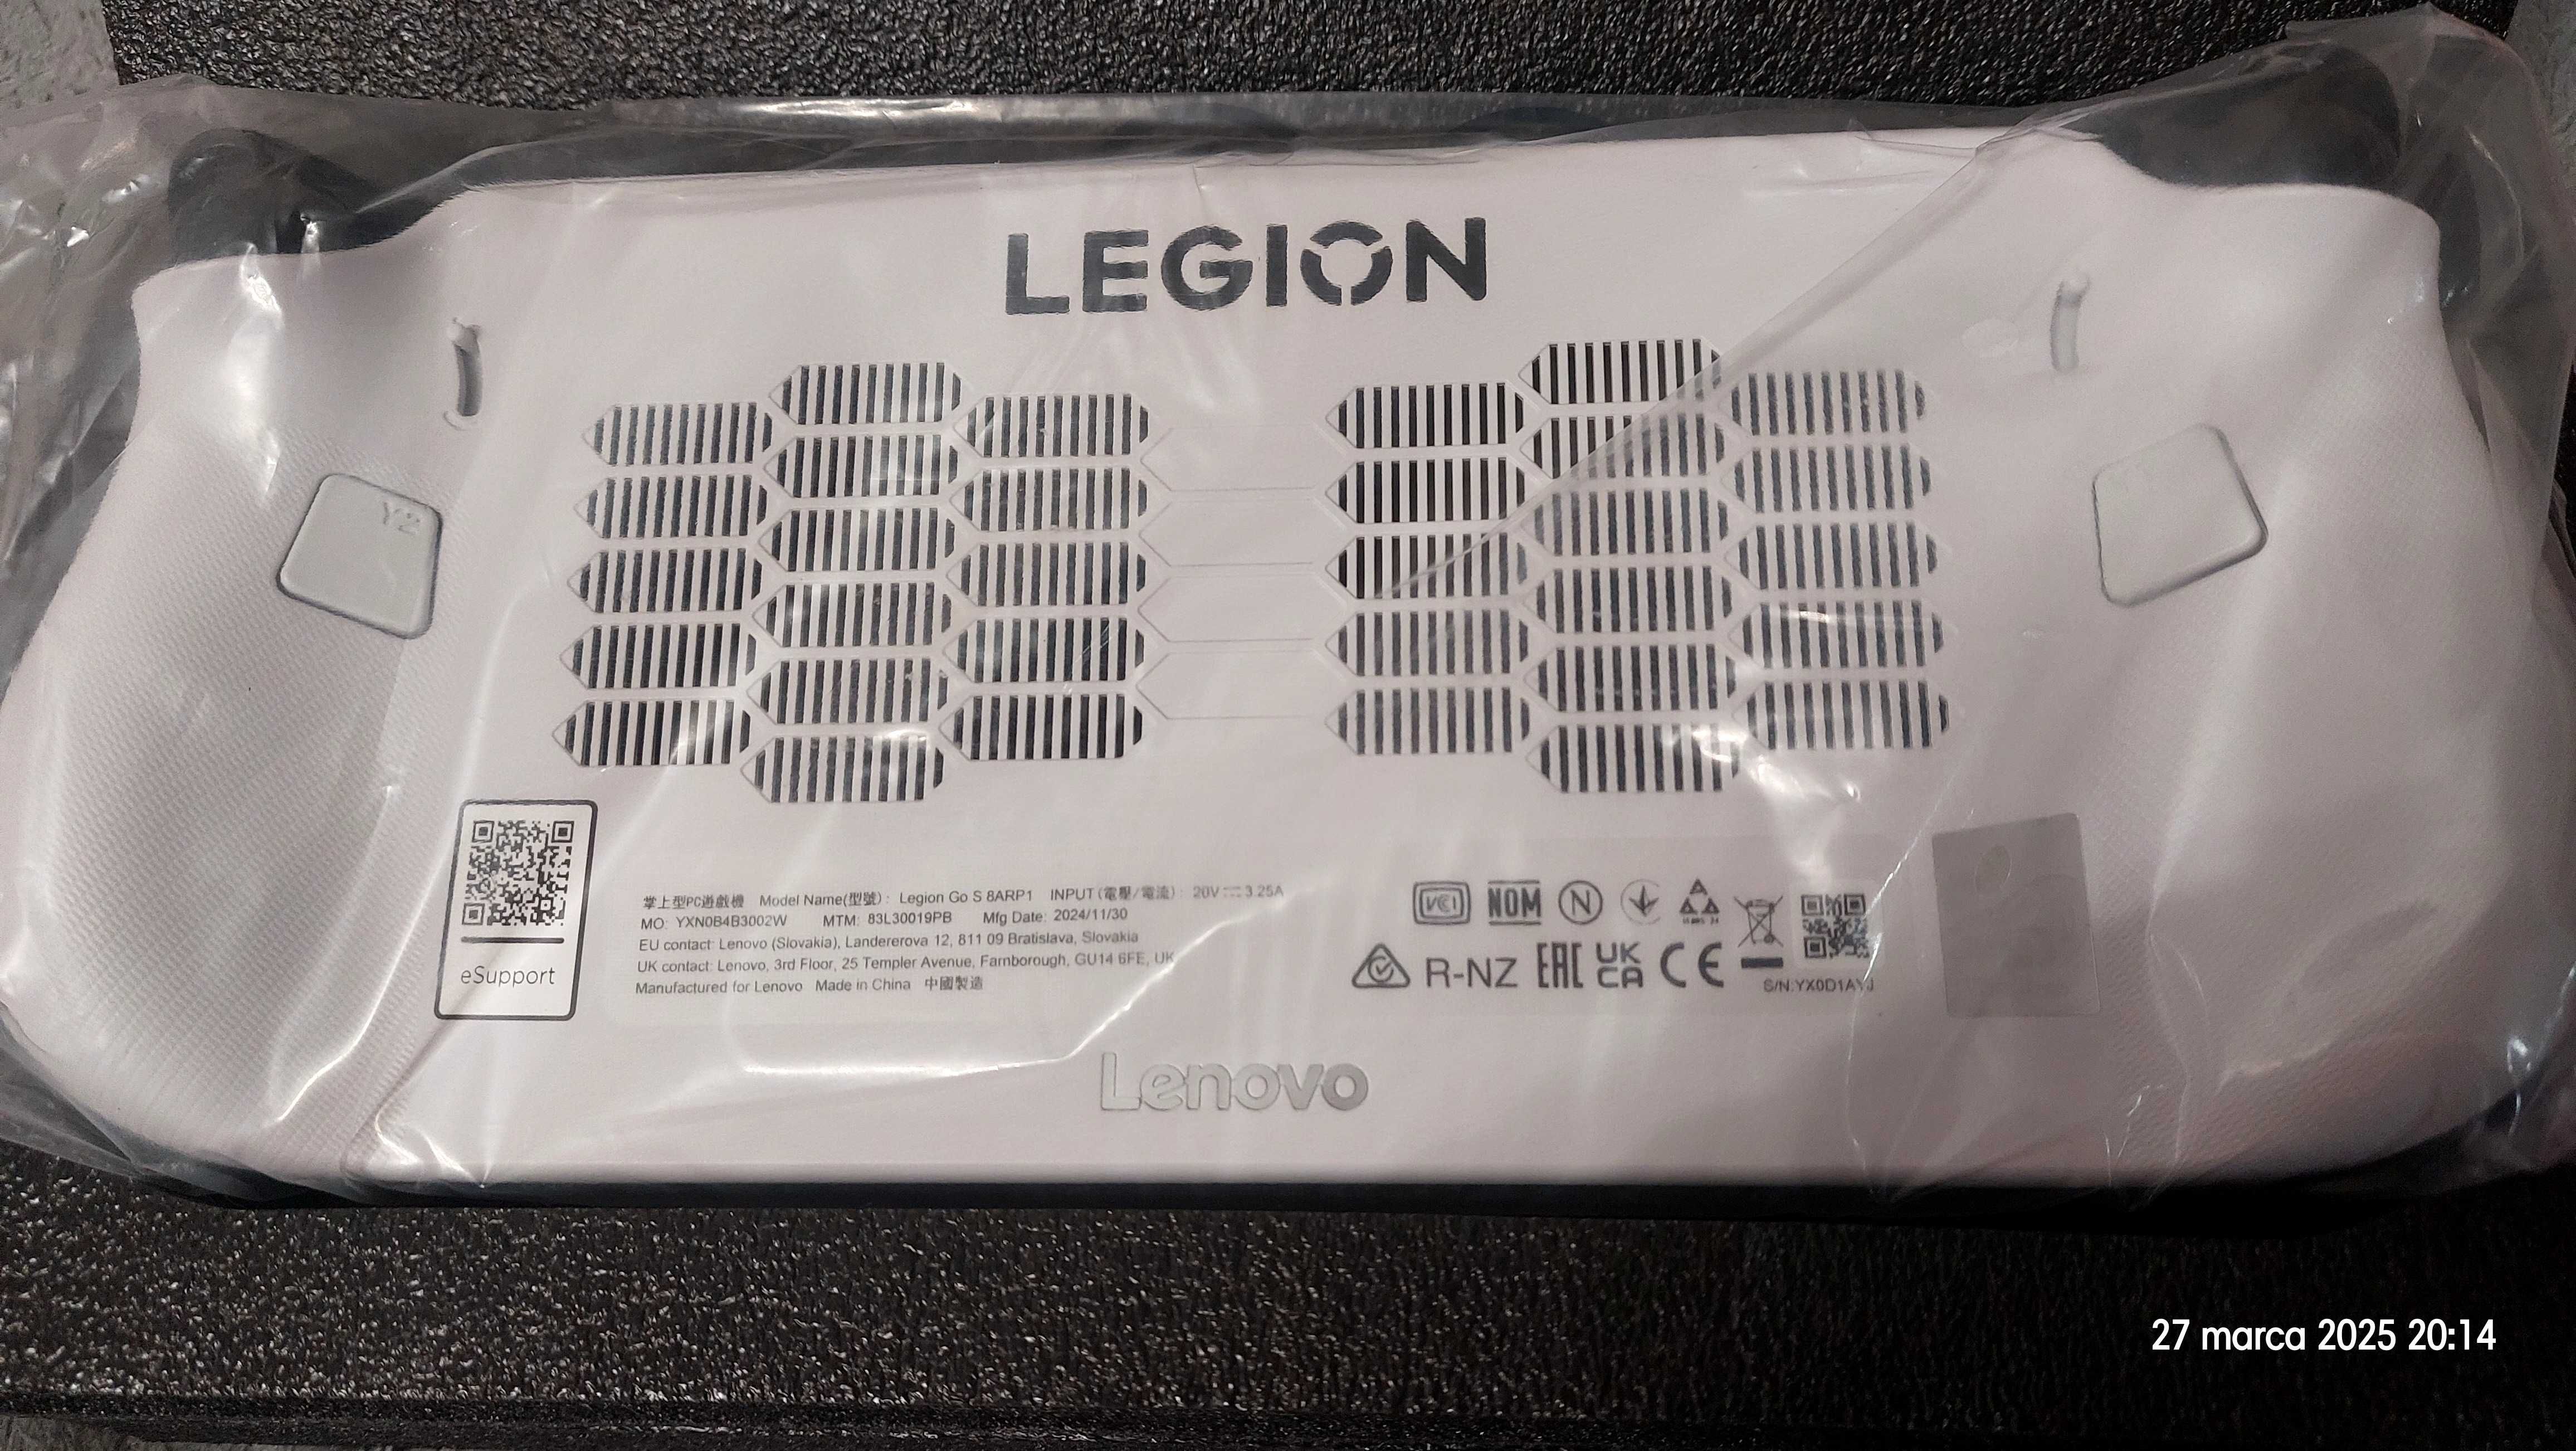 LEGION
Y2
eSupport
掌上型PC遊戲機 Model Name(型號): Legion Go S 8ARP1 INPUT(電壓/電流): 20V⎓3.25A
MO: YXN0B4B3002W MTM: 83L30019PB Mfg Date: 2024/11/30
EU contact: Lenovo (Slovakia), Landererova 12, 811 09 Bratislava, Slovakia
UK contact: Lenovo, 3rd Floor, 25 Templer Avenue, Farnborough, GU14 6FE, UK
Manufactured for Lenovo Made in China 中國製造
VCI NOM N
R-NZ EAC UK CA CE
Lenovo
27 marca 2025 20:14